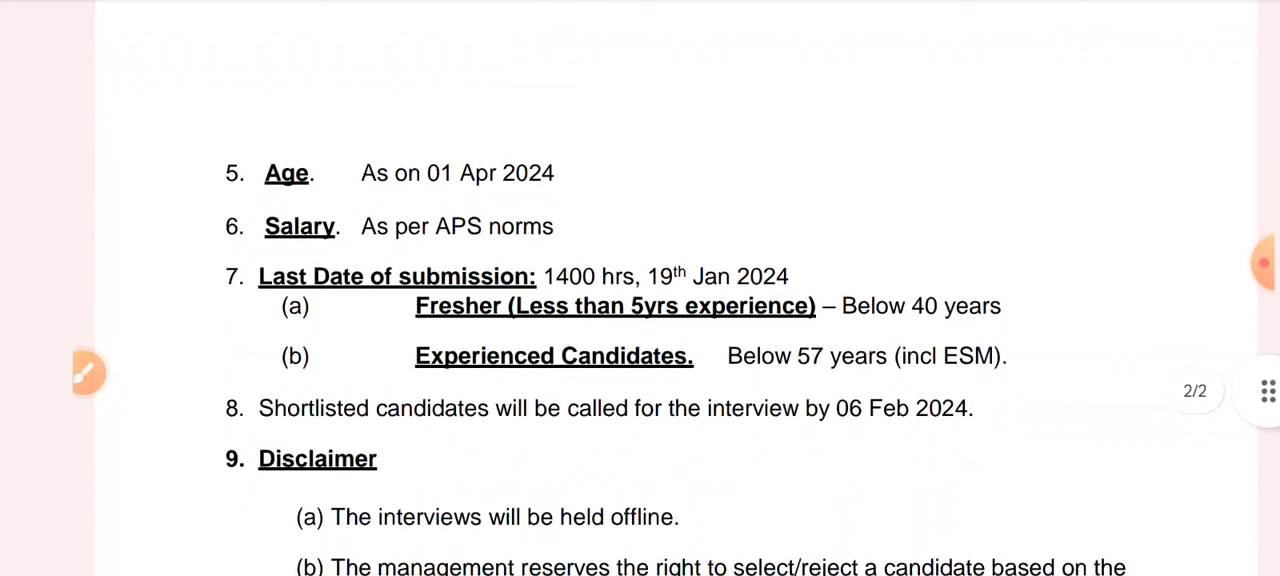 5. Age. As on 01 Apr 2024
6. Salary. As per APS norms
7. Last Date of submission: 1400 hrs, 19th Jan 2024
(a) Fresher (Less than 5yrs experience) – Below 40 years
(b) Experienced Candidates. Below 57 years (incl ESM).
2/2
8. Shortlisted candidates will be called for the interview by 06 Feb 2024.
9. Disclaimer
(a) The interviews will be held offline.
(b) The management reserves the right to select/reject a candidate based on the